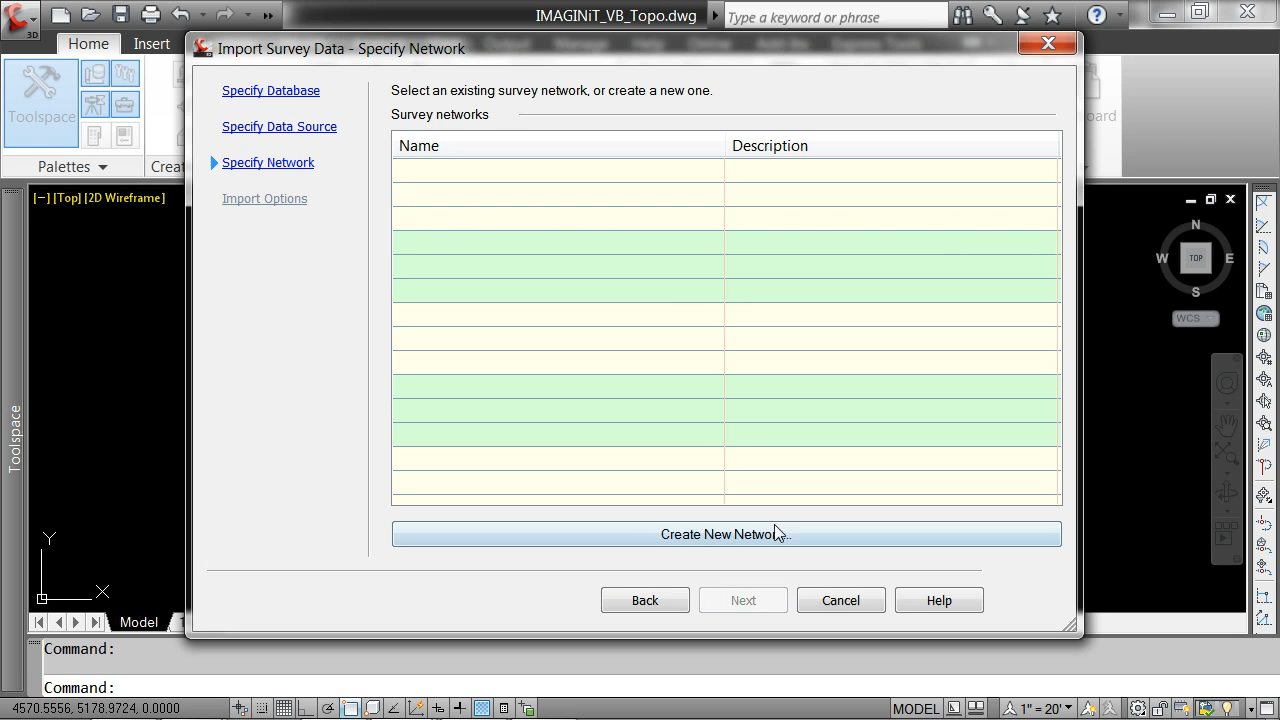 IMAGINiT_VB_Topo.dwg
Type a keyword or phrase
3D
Home Insert
Import Survey Data - Specify Network
Toolspace
Palettes
Specify Database
Specify Data Source
Specify Network
Import Options
Select an existing survey network, or create a new one.
Survey networks
Name Description
Create New Network...
Back Next Cancel Help
[−] [Top] [2D Wireframe]
N
W TOP E
S
WCS
Toolspace
Y
X
Model
Command:
Command:
4570.5556, 5178.9724, 0.0000
MODEL
1" = 20'